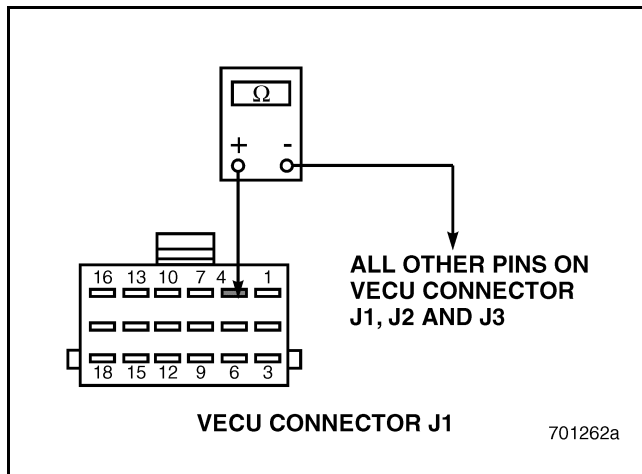 Ω
+ -
ALL OTHER PINS ON
VECU CONNECTOR
J1, J2 AND J3
16 13 10 7 4 1
18 15 12 9 6 3
VECU CONNECTOR J1
701262a